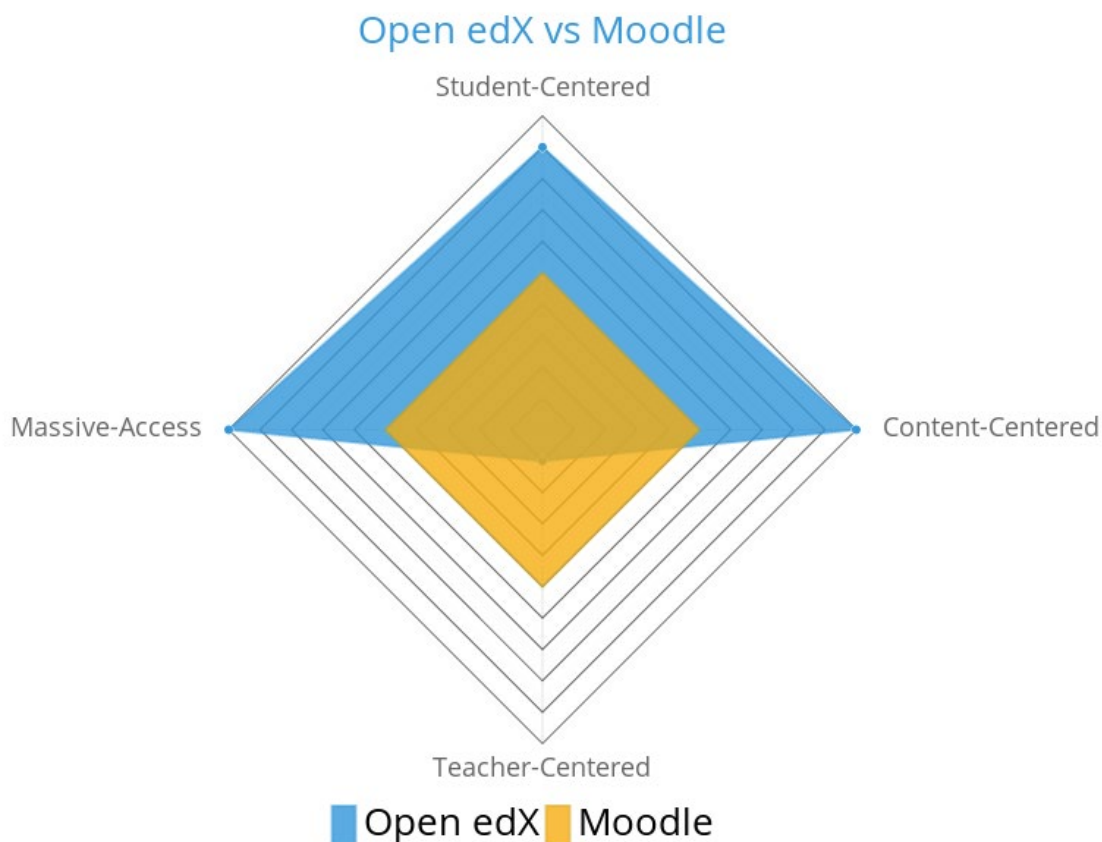 Open edX vs Moodle
Student-Centered
Massive-Access
Content-Centered
Teacher-Centered
Open edX Moodle